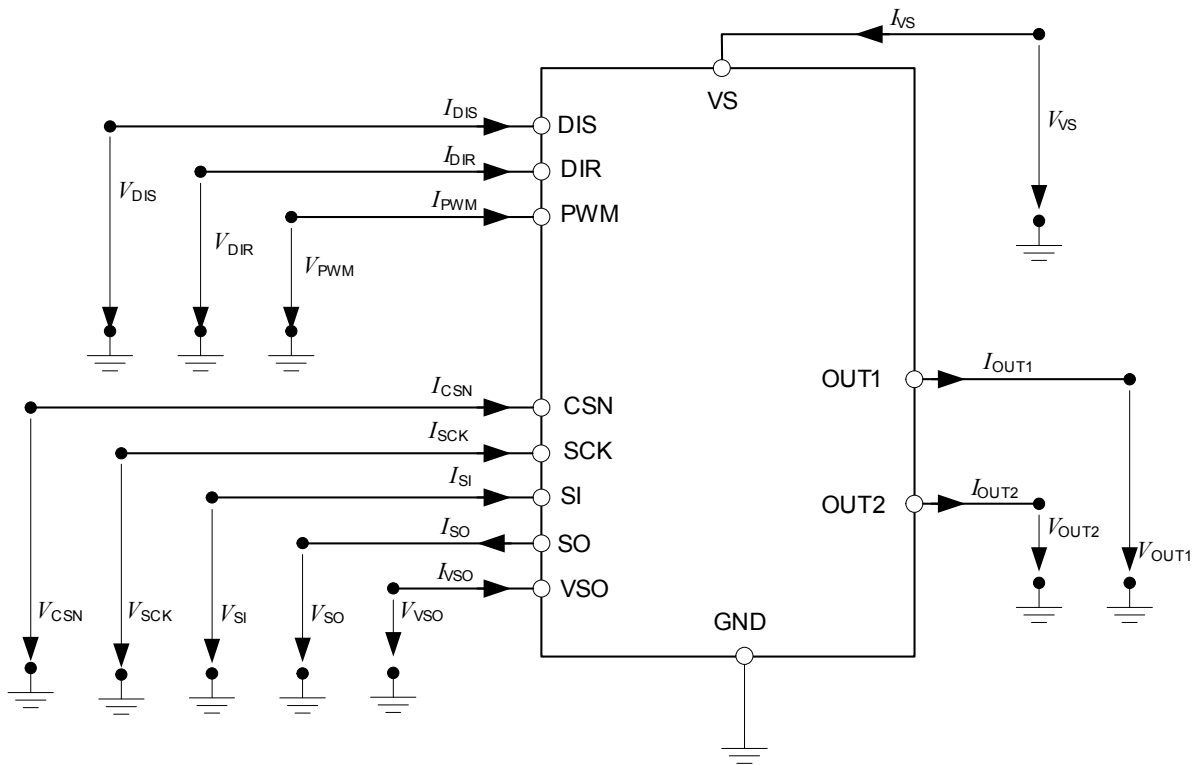 IVS
VS
VVS
IDIS
DIS
IDIR
DIR
IPWM
PWM
VDIS
VDIR
VPWM
OUT1
IOUT1
ICSN
CSN
ISCK
SCK
ISI
SI
OUT2
IOUT2
ISO
SO
VOUT2
VOUT1
IVSO
VSO
VCSN
VSCK
VSI
VSO
VVSO
GND